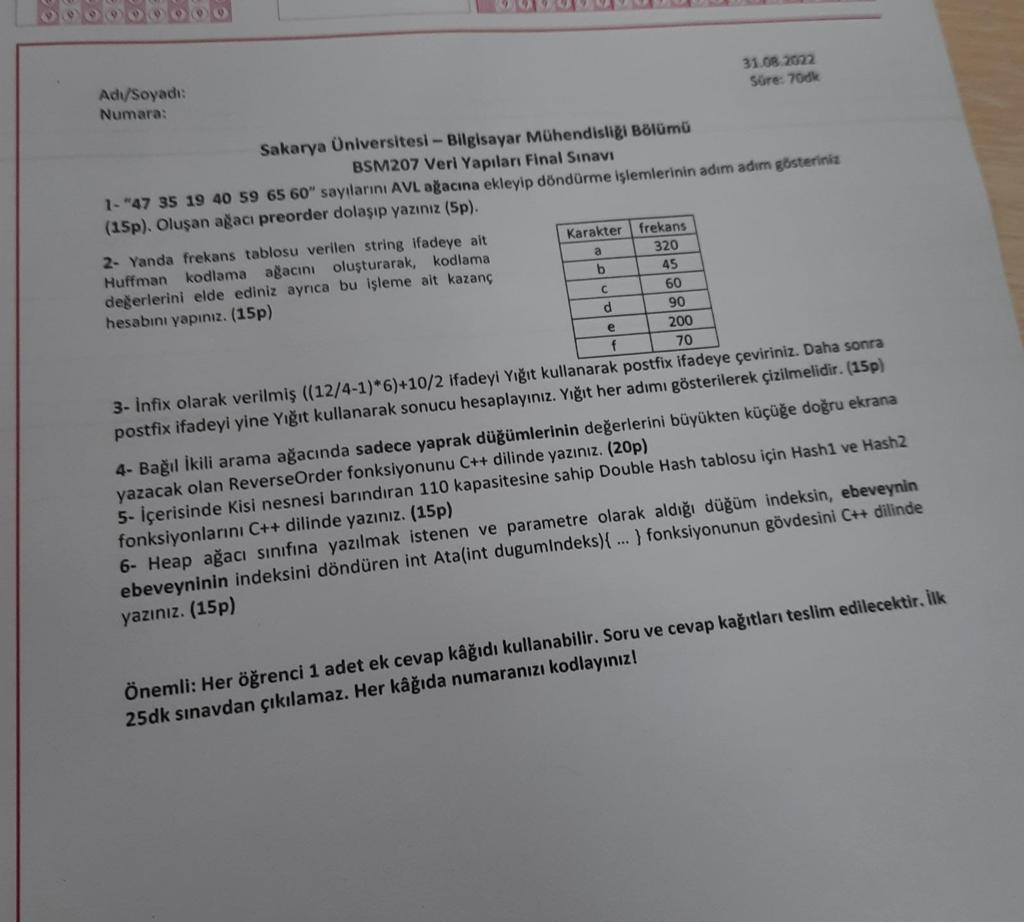 31.08.2022
Süre: 70dk
Adı/Soyadı:
Numara:
Sakarya Üniversitesi – Bilgisayar Mühendisliği Bölümü
BSM207 Veri Yapıları Final Sınavı
1- "47 35 19 40 59 65 60" sayılarını AVL ağacına ekleyip döndürme işlemlerinin adım adım gösteriniz
(15p). Oluşan ağacı preorder dolaşıp yazınız (5p).
2- Yanda frekans tablosu verilen string ifadeye ait
Huffman kodlama ağacını oluşturarak, kodlama
değerlerini elde ediniz ayrıca bu işleme ait kazanç
hesabını yapınız. (15p)
Karakter frekans
a 320
b 45
c 60
d 90
e 200
f 70
3- İnfix olarak verilmiş ((12/4-1)*6)+10/2 ifadeyi Yığıt kullanarak postfix ifadeye çeviriniz. Daha sonra
postfix ifadeyi yine Yığıt kullanarak sonucu hesaplayınız. Yığıt her adımı gösterilerek çizilmelidir. (15p)
4- Bağıl İkili arama ağacında sadece yaprak düğümlerinin değerlerini büyükten küçüğe doğru ekrana
yazacak olan ReverseOrder fonksiyonunu C++ dilinde yazınız. (20p)
5- İçerisinde Kisi nesnesi barındıran 110 kapasitesine sahip Double Hash tablosu için Hash1 ve Hash2
fonksiyonlarını C++ dilinde yazınız. (15p)
6- Heap ağacı sınıfına yazılmak istenen ve parametre olarak aldığı düğüm indeksin, ebeveynin
ebeveyninin indeksini döndüren int Ata(int dugumIndeks){ ... } fonksiyonunun gövdesini C++ dilinde
yazınız. (15p)
Önemli: Her öğrenci 1 adet ek cevap kâğıdı kullanabilir. Soru ve cevap kağıtları teslim edilecektir. İlk
25dk sınavdan çıkılamaz. Her kâğıda numaranızı kodlayınız!